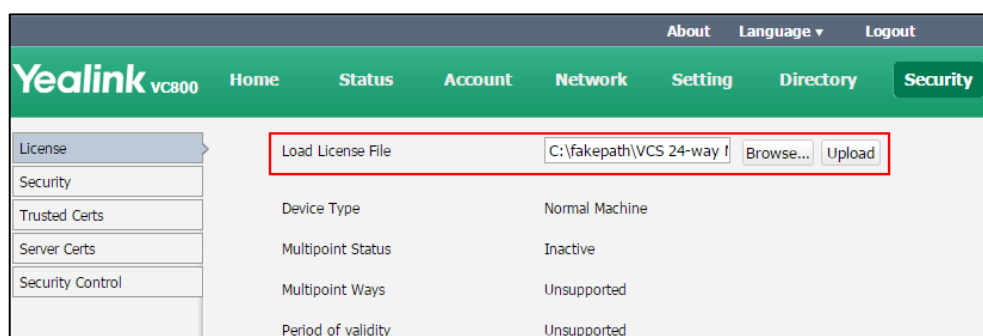 About Language ▾ Logout
Yealink VC800 Home Status Account Network Setting Directory Security
License
Load License File C:\fakepath\VCS 24-way Browse... Upload
Security
Trusted Certs
Device Type Normal Machine
Server Certs
Multipoint Status Inactive
Security Control
Multipoint Ways Unsupported
Period of validity Unsupported